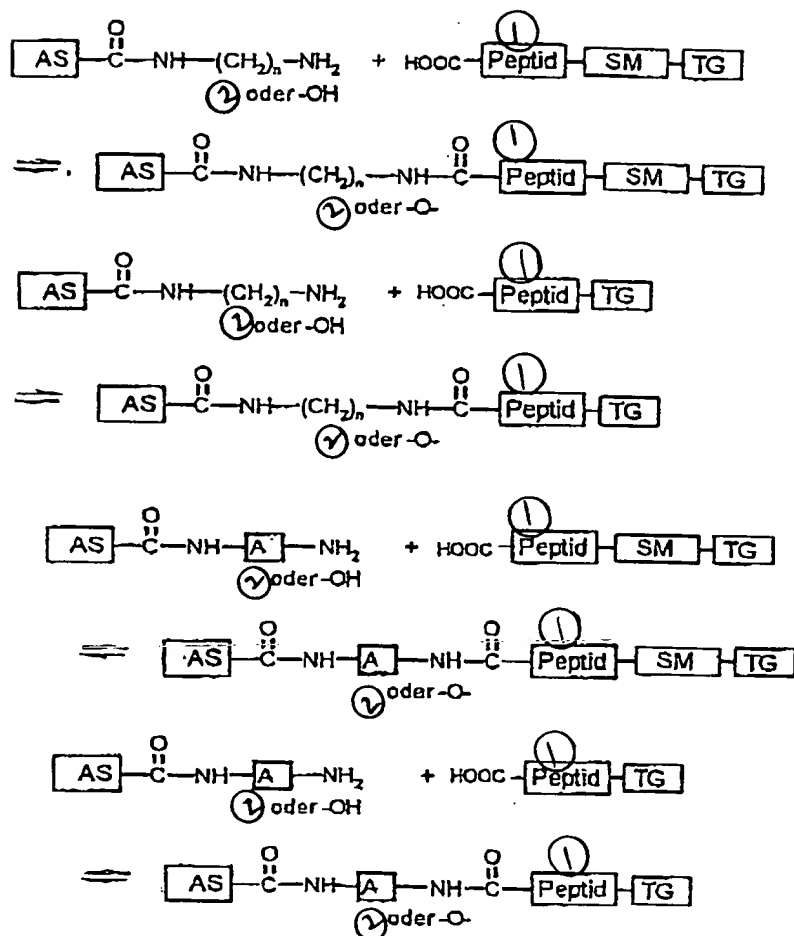 1
O
AS C NH (CH₂)ₙ NH₂ + HOOC Peptid SM TG
2 oder -OH
1
O O
⇌ AS C NH (CH₂)ₙ NH C Peptid SM TG
2 oder -O-
1
O
AS C NH (CH₂)ₙ NH₂ + HOOC Peptid TG
2 oder -OH
1
O O
⇌ AS C NH (CH₂)ₙ NH C Peptid TG
2 oder -O-
1
O
AS C NH A NH₂ + HOOC Peptid SM TG
2 oder -OH
1
O O
⇌ AS C NH A NH C Peptid SM TG
2 oder -O-
1
O
AS C NH A NH₂ + HOOC Peptid TG
2 oder -OH
1
O O
⇌ AS C NH A NH C Peptid TG
2 oder -O-